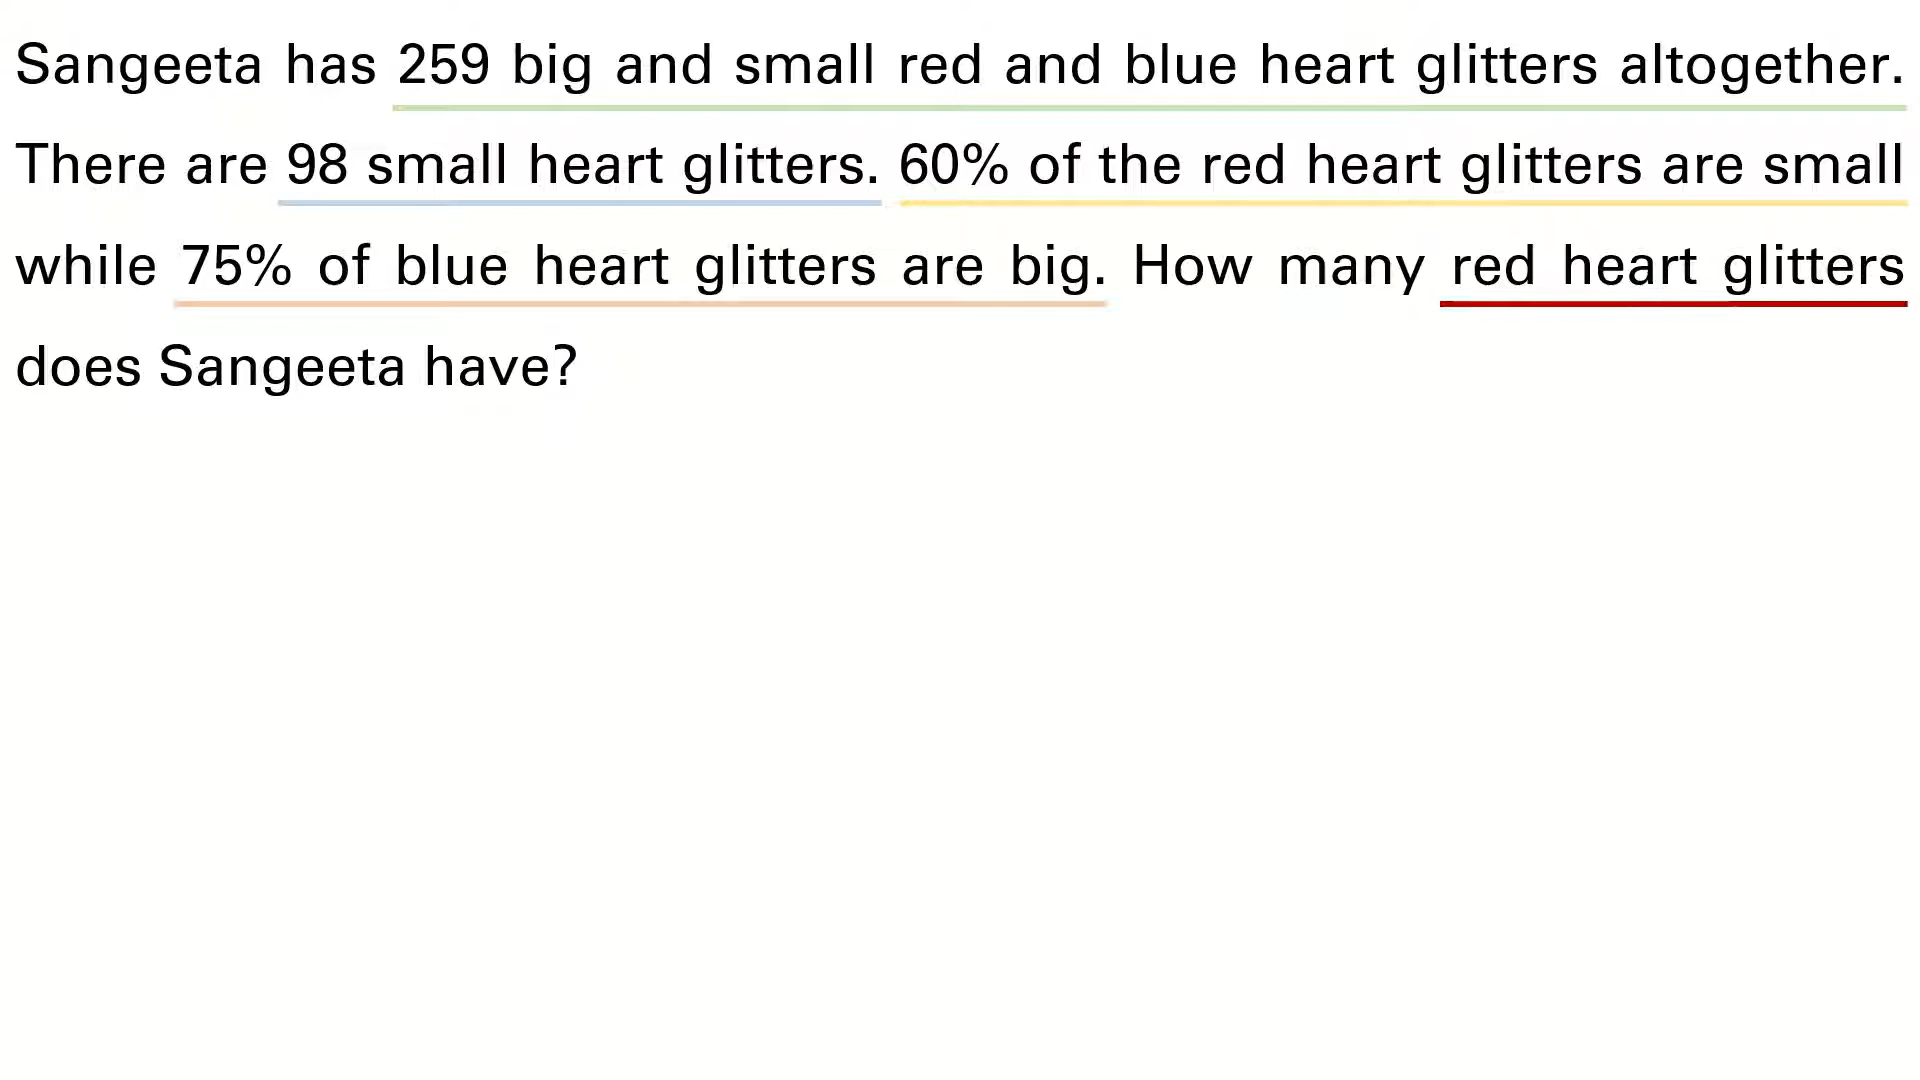 Sangeeta has 259 big and small red and blue heart glitters altogether.
There are 98 small heart glitters. 60% of the red heart glitters are small
while 75% of blue heart glitters are big. How many red heart glitters
does Sangeeta have?